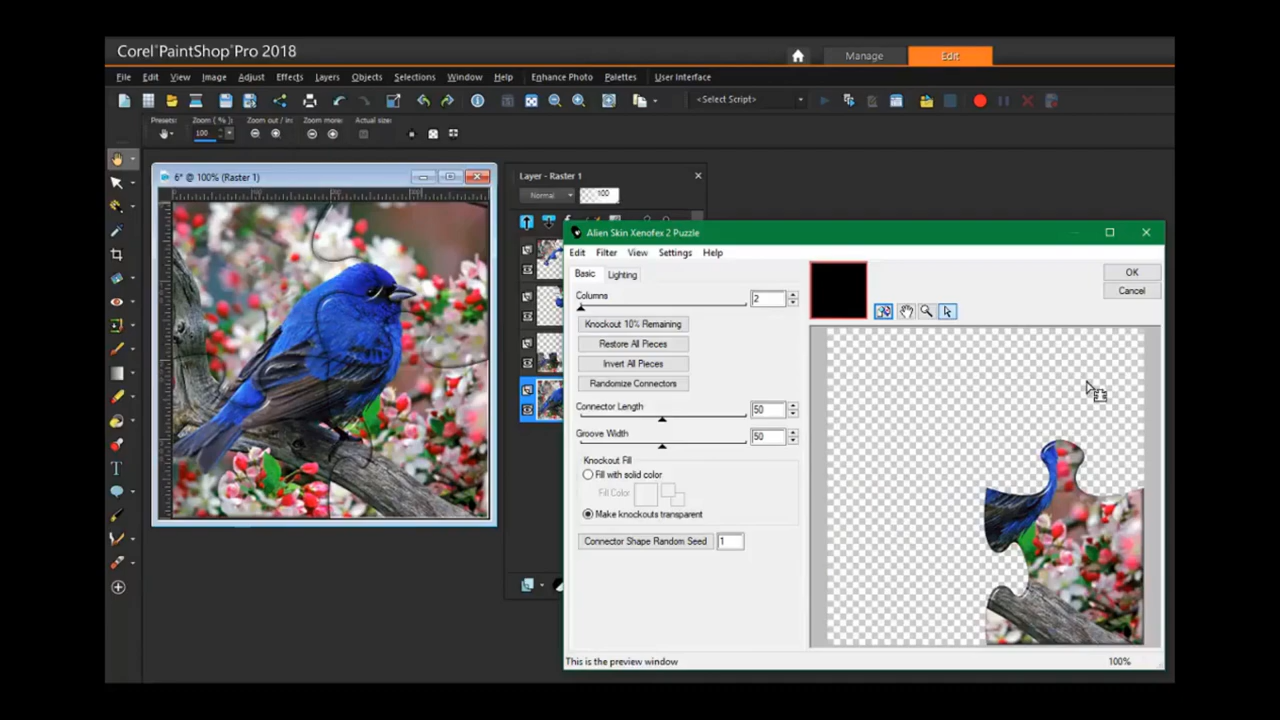 Corel PaintShop Pro 2018
Manage
Edit
File Edit View Image Adjust Effects Layers Objects Selections Window Help Enhance Photo Palettes User Interface
<Select Script>
Presets: Zoom ( % ): Zoom out / in: Zoom more: Actual size:
100
6* @ 100% (Raster 1)
Layer - Raster 1
Normal
100
Alien Skin Xenofex 2 Puzzle
Edit Filter View Settings Help
Basic Lighting
OK
Cancel
Columns
2
Knockout 10% Remaining
Restore All Pieces
Invert All Pieces
Randomize Connectors
Connector Length
50
Groove Width
50
Knockout Fill
Fill with solid color
Fill Color
Make knockouts transparent
Connector Shape Random Seed 1
This is the preview window
100%